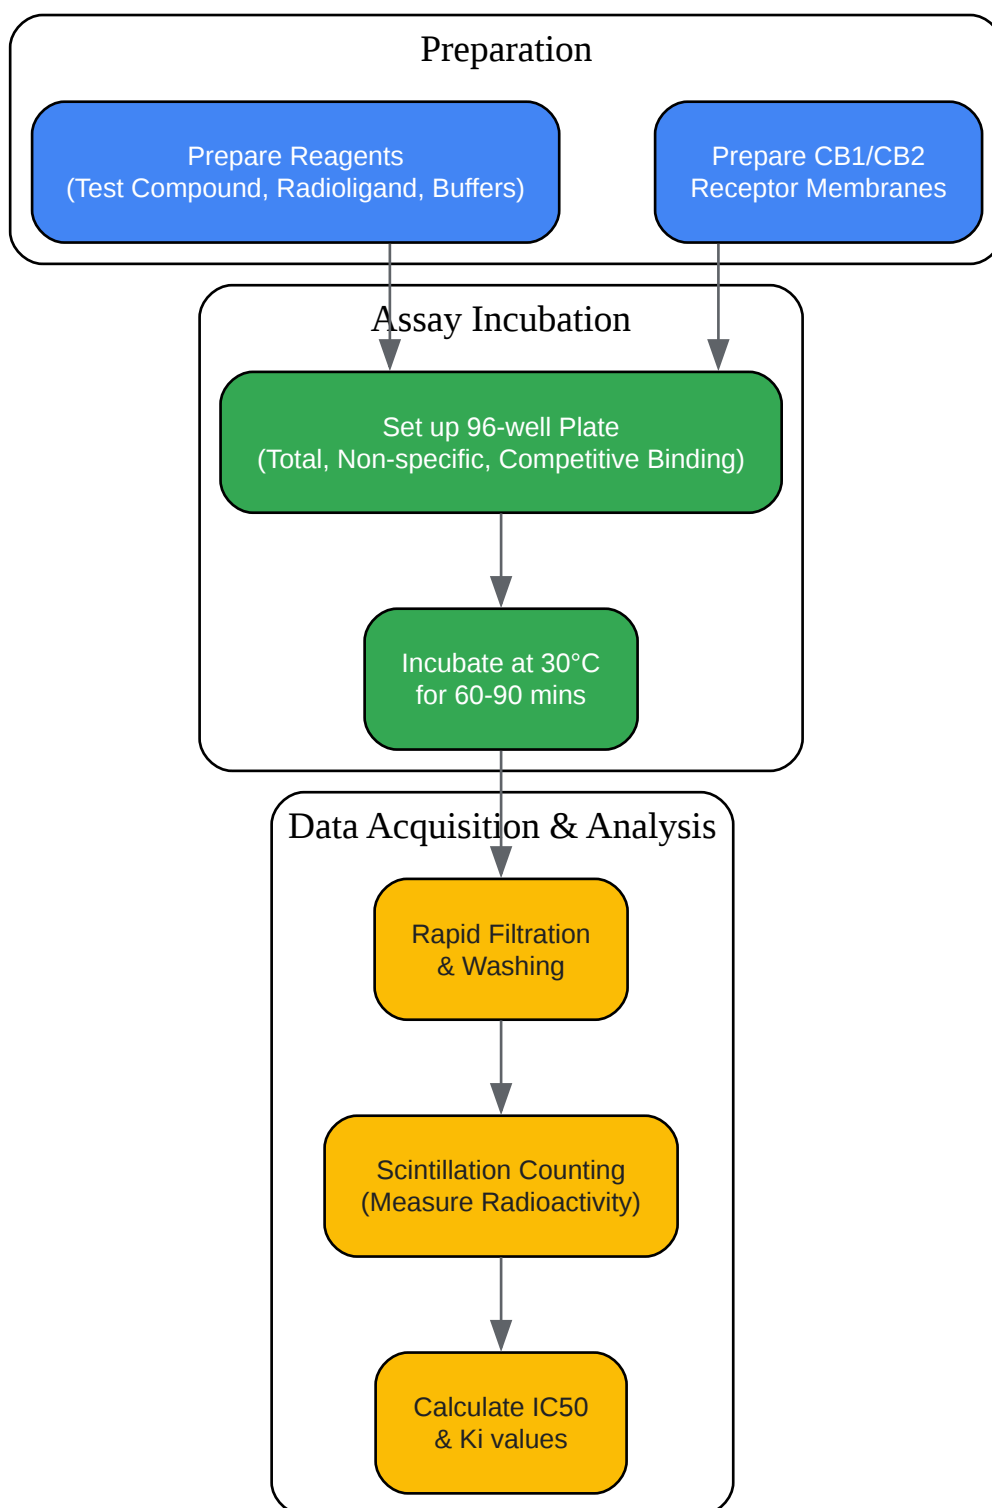 Preparation
Prepare Reagents
(Test Compound, Radioligand, Buffers)
Prepare CB1/CB2
Receptor Membranes
Assay Incubation
Set up 96-well Plate
(Total, Non-specific, Competitive Binding)
Incubate at 30°C
for 60-90 mins
Data Acquisition & Analysis
Rapid Filtration
& Washing
Scintillation Counting
(Measure Radioactivity)
Calculate IC50
& Ki values